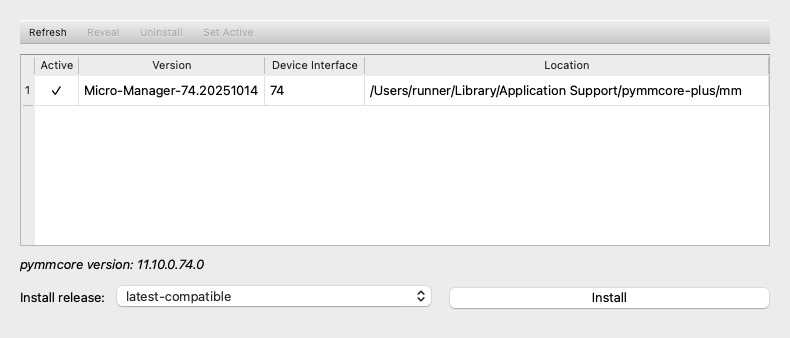 Refresh Reveal Uninstall Set Active
Active Version Device Interface Location
1 ✓ Micro-Manager-74.20251014 74 /Users/runner/Library/Application Support/pymmcore-plus/mm
pymmcore version: 11.10.0.74.0
Install release: latest-compatible Install